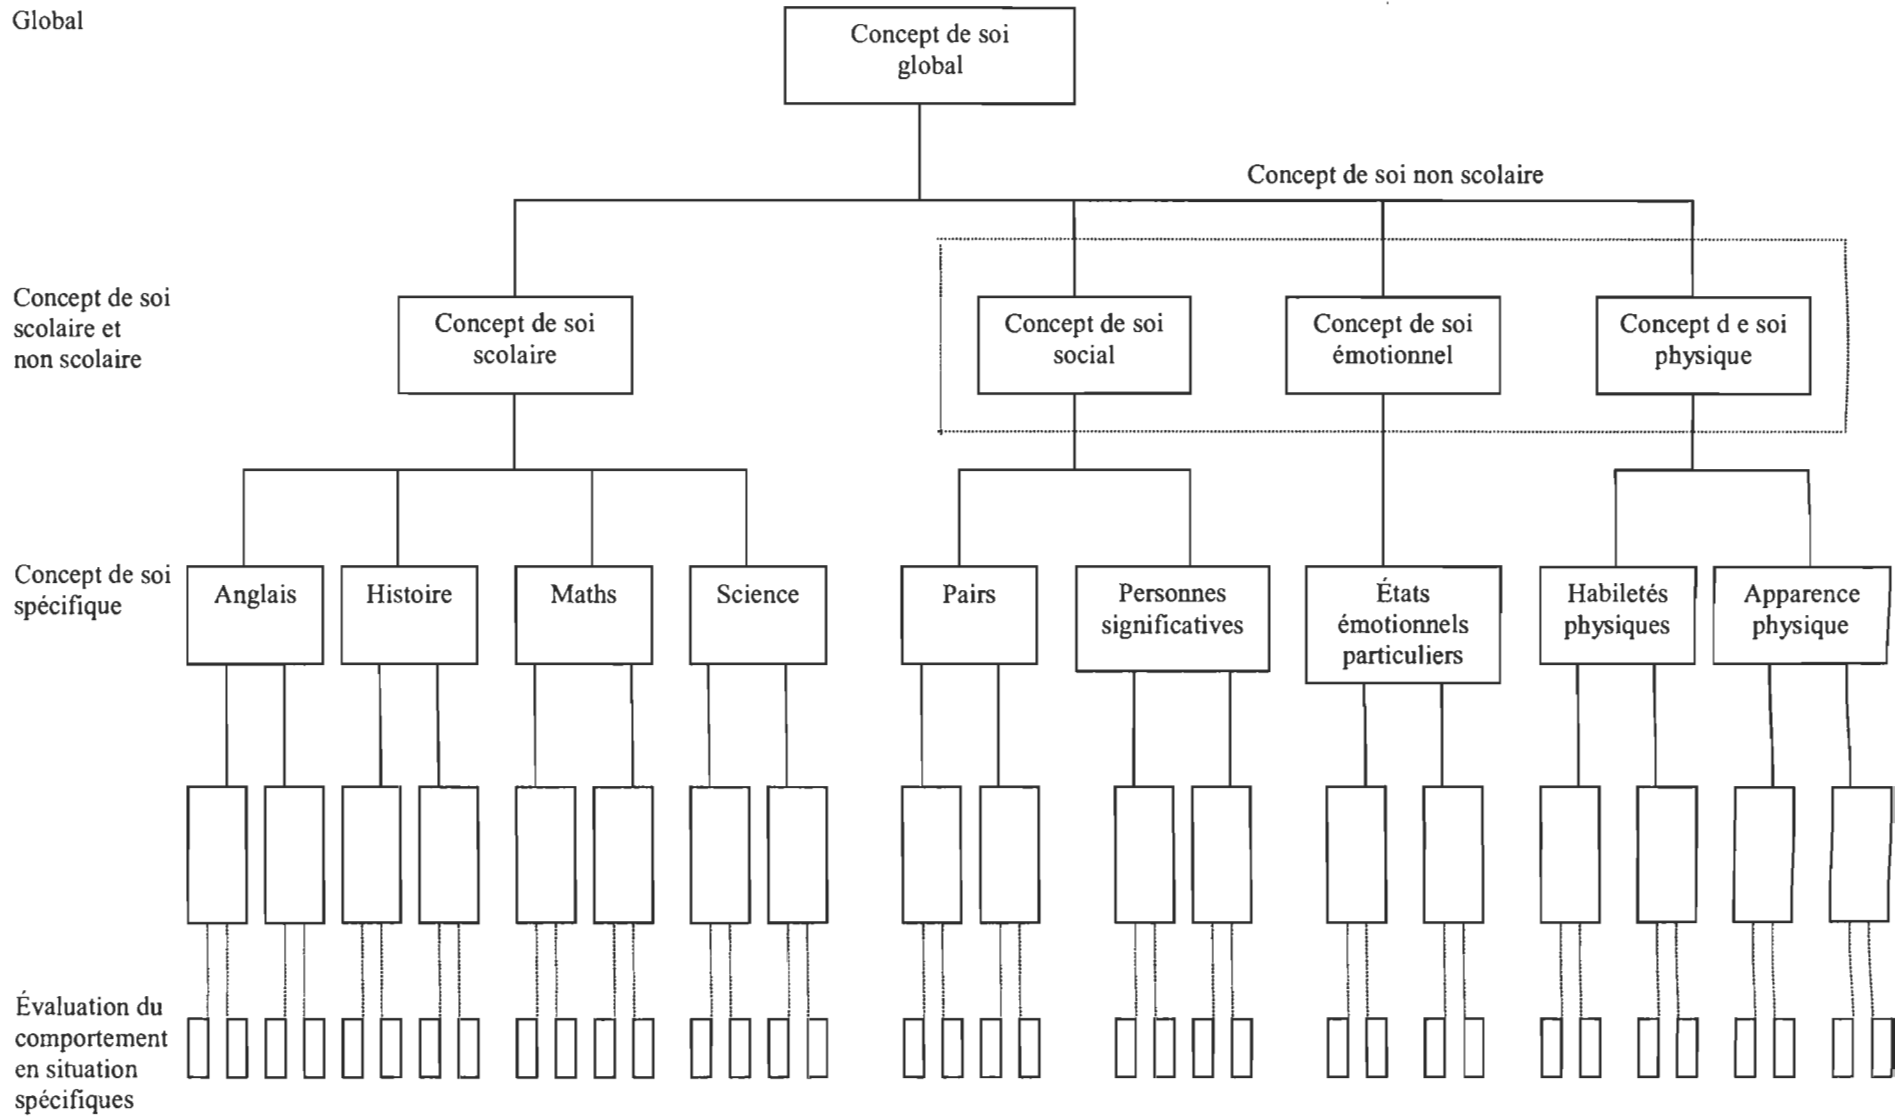 Global
Concept de soi
global
Concept de soi non scolaire
Concept de soi
scolaire et
non scolaire
Concept de soi
scolaire
Concept de soi
social
Concept de soi
émotionnel
Concept d e soi
physique
Concept de soi
spécifique
Anglais
Histoire
Maths
Science
Pairs
Personnes
significatives
États
émotionnels
particuliers
Habiletés
physiques
Apparence
physique
Évaluation du
comportement
en situation
spécifiques